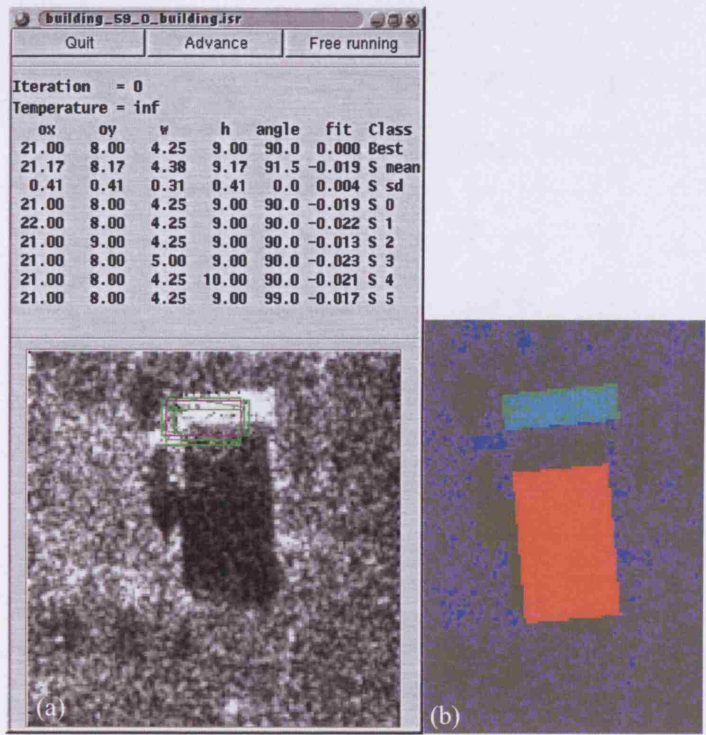 building_59_0_building.isr
Quit Advance Free running
Iteration = 0
Temperature = inf
ox oy w h angle fit Class
21.00 8.00 4.25 9.00 90.0 0.000 Best
21.17 8.17 4.38 9.17 91.5 -0.019 S mean
0.41 0.41 0.31 0.41 0.0 0.004 S sd
21.00 8.00 4.25 9.00 90.0 -0.019 S 0
22.00 8.00 4.25 9.00 90.0 -0.022 S 1
21.00 9.00 4.25 9.00 90.0 -0.013 S 2
21.00 8.00 5.00 9.00 90.0 -0.023 S 3
21.00 8.00 4.25 10.00 90.0 -0.021 S 4
21.00 8.00 4.25 9.00 99.0 -0.017 S 5
(a)
(b)